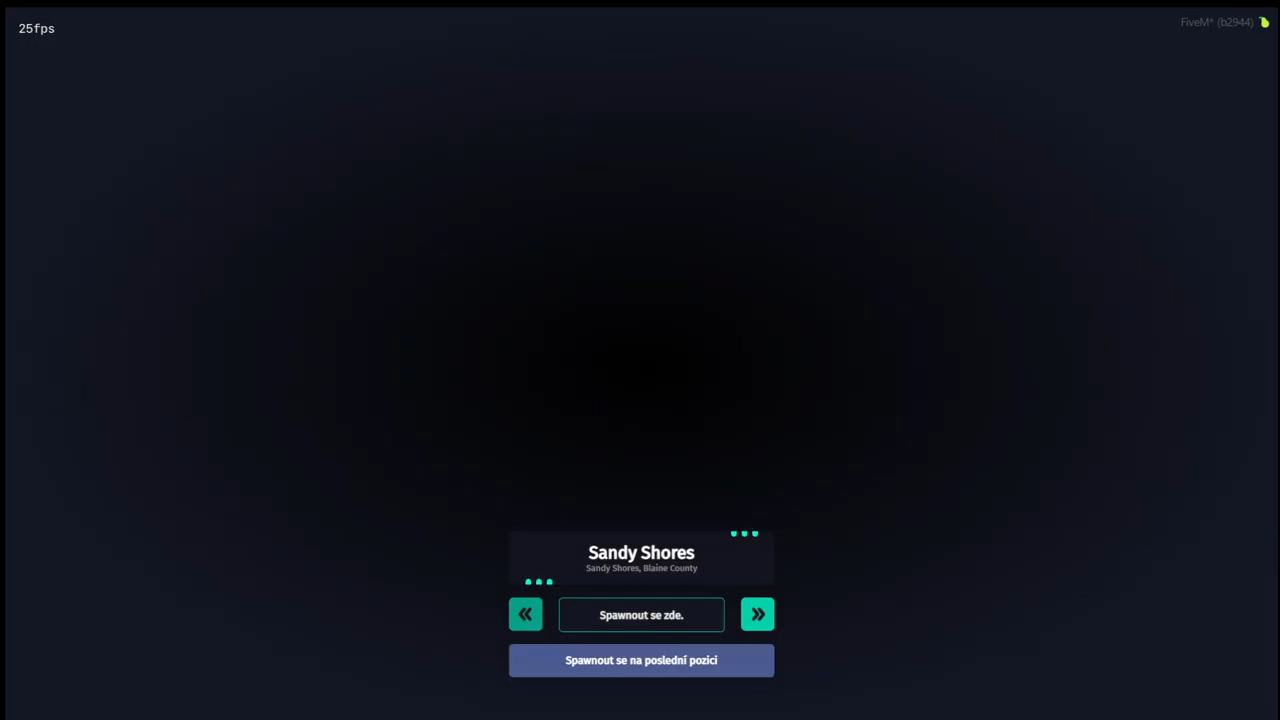 25fps
FiveM* (b2944)
Sandy Shores
Sandy Shores, Blaine County
Spawnout se zde.
Spawnout se na poslední pozici